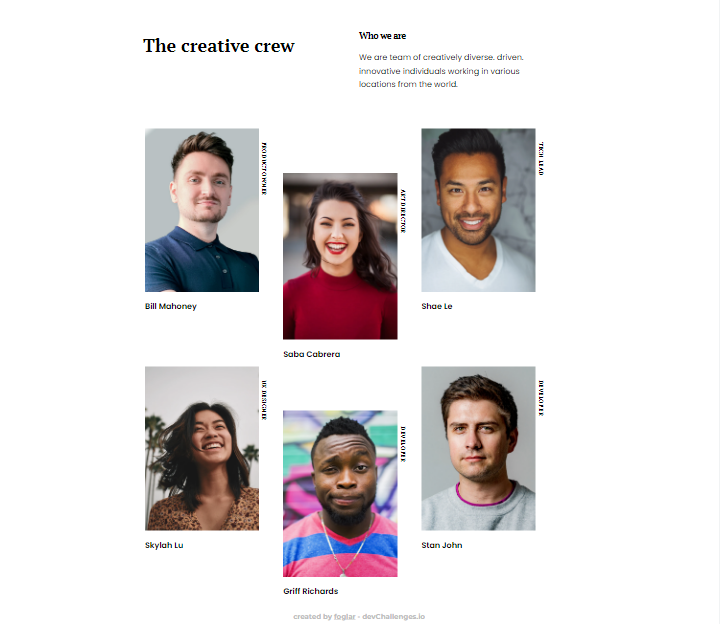 The creative crew
Who we are
We are team of creatively diverse. driven.
innovative individuals working in various
locations from the world.
PRODUCT OWNER
Bill Mahoney
ART DIRECTOR
Saba Cabrera
TECH LEAD
Shae Le
UX DESIGNER
Skylah Lu
DEVELOPER
Griff Richards
DEVELOPER
Stan John
created by foglar - devChallenges.io